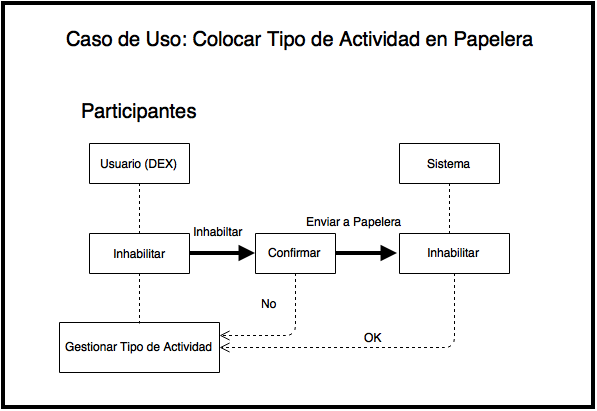 Caso de Uso: Colocar Tipo de Actividad en Papelera
Participantes
Usuario (DEX)
Sistema
Inhabiltar
Enviar a Papelera
Inhabilitar
Confirmar
Inhabilitar
No
OK
Gestionar Tipo de Actividad